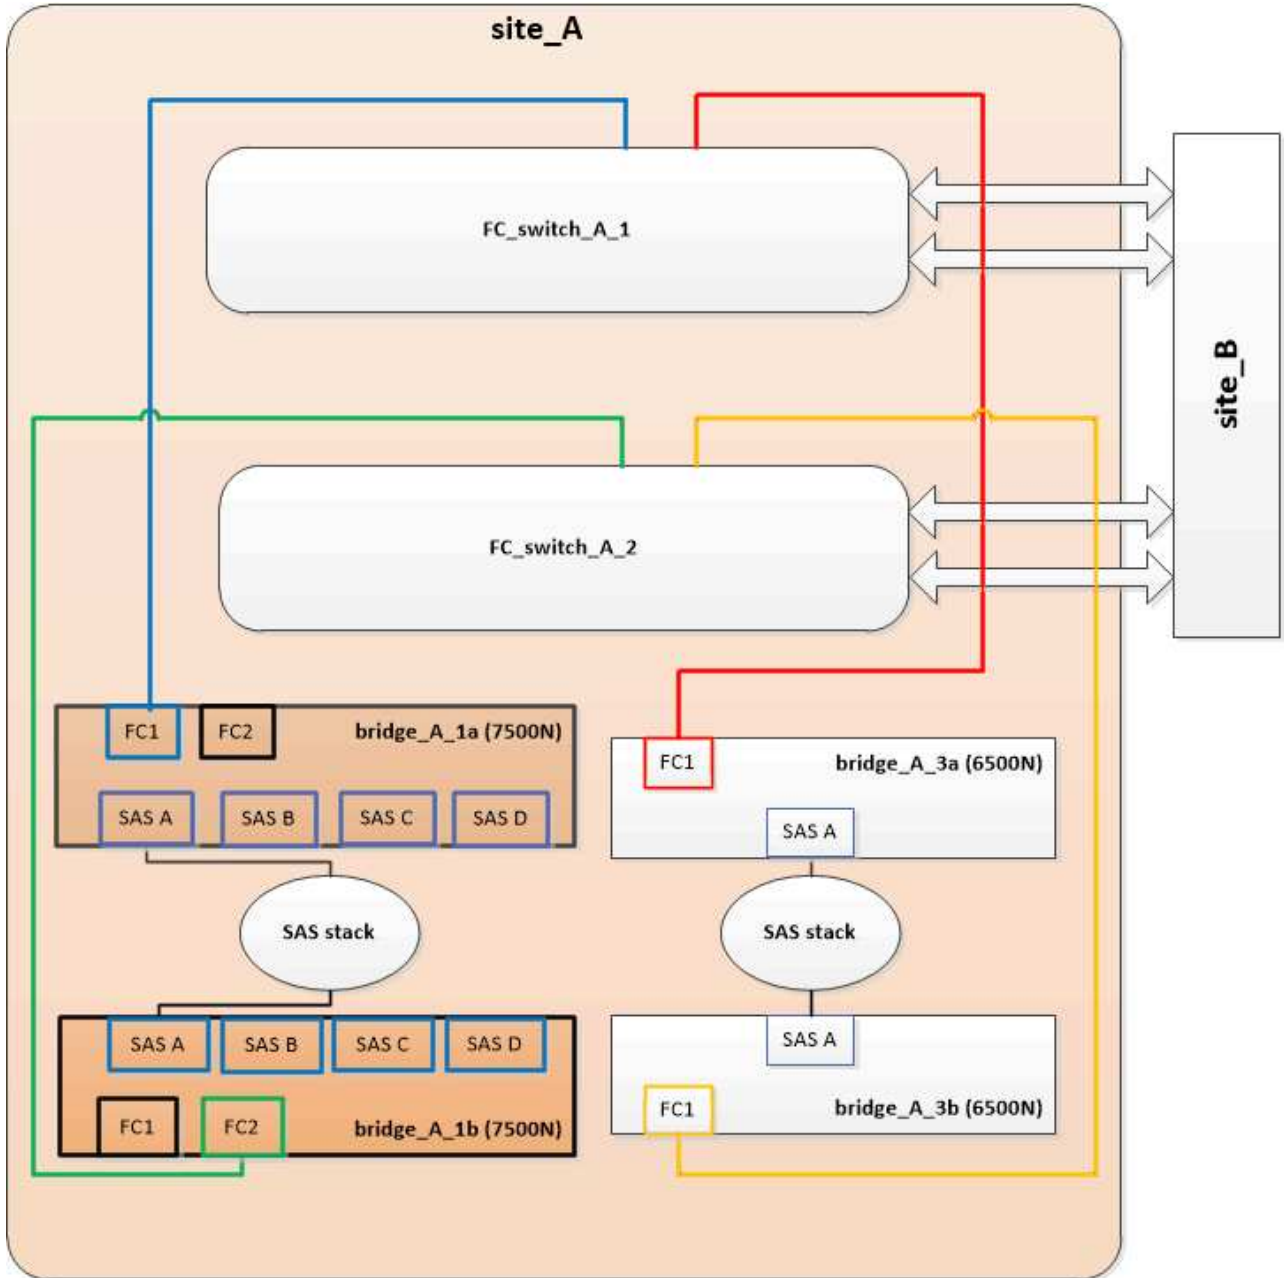 site_A
FC_switch_A_1
site_B
FC_switch_A_2
FC1
FC2
bridge_A_1a (7500N)
SAS A
SAS B
SAS C
SAS D
FC1
bridge_A_3a (6500N)
SAS A
SAS stack
SAS stack
SAS A
SAS B
SAS C
SAS D
FC1
FC2
bridge_A_1b (7500N)
SAS A
FC1
bridge_A_3b (6500N)